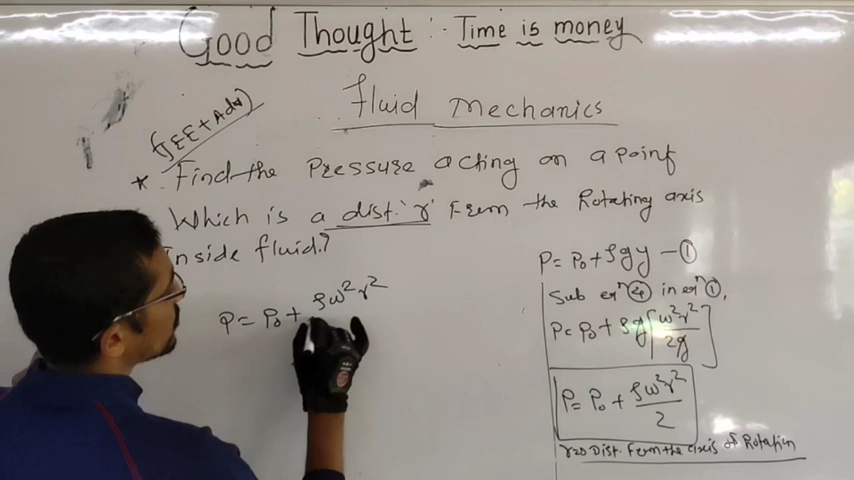 Good Thought : Time is money
Fluid Mechanics
(JEE + Adv)
* Find the Pressure acting on a point
Which is a dist. 'r' From the Rotating axis
Inside fluid?
P = P₀ + ρω²r²
P = P₀ + ρgy — ①
Sub eqⁿ ④ in eqⁿ ①,
P = P₀ + ρg[ω²r²/2g]
P = P₀ + ρω²r²/2
Dist. From the axis of Rotation